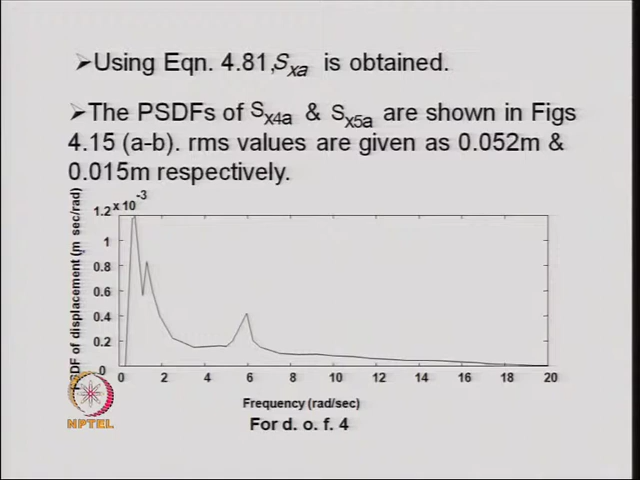 ➢Using Eqn. 4.81,Sxa is obtained.
➢The PSDFs of Sx4a & Sx5a are shown in Figs
4.15 (a-b). rms values are given as 0.052m &
0.015m respectively.
x 10⁻³
1.2
1
0.8
0.6
0.4
0.2
0
PSDF of displacement (m sec/rad)
0 2 4 6 8 10 12 14 16 18 20
Frequency (rad/sec)
For d. o. f. 4
NPTEL